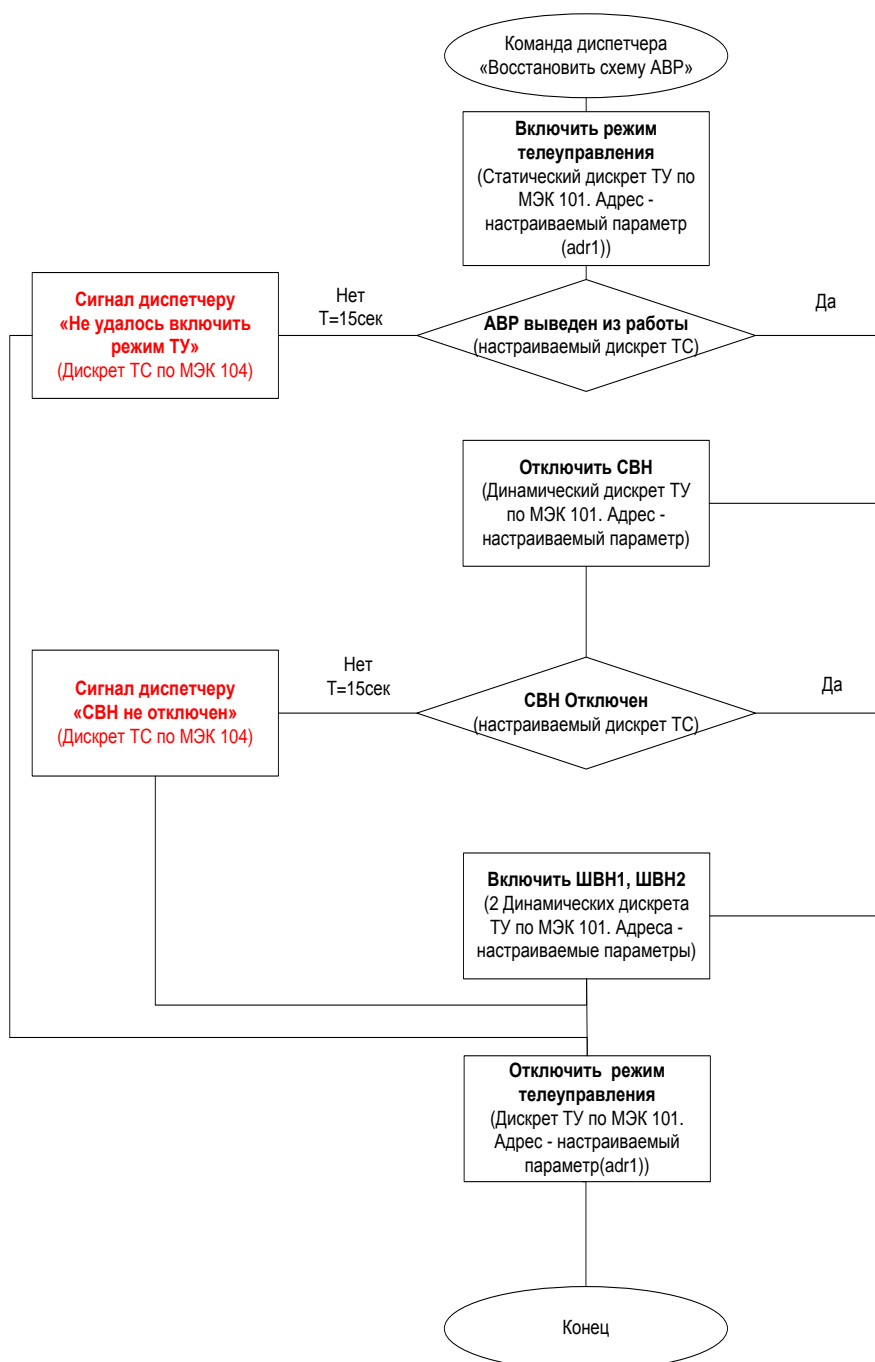 Команда диспетчера
«Восстановить схему АВР»
Включить режим
телеуправления
(Статический дискрет ТУ по
МЭК 101. Адрес -
настраиваемый параметр
(adr1))
Сигнал диспетчеру
«Не удалось включить
режим ТУ»
(Дискрет ТС по МЭК 104)
Нет
Т=15сек
АВР выведен из работы
(настраиваемый дискрет ТС)
Да
Отключить СВН
(Динамический дискрет ТУ
по МЭК 101. Адрес -
настраиваемый параметр)
Сигнал диспетчеру
«СВН не отключен»
(Дискрет ТС по МЭК 104)
Нет
Т=15сек
СВН Отключен
(настраиваемый дискрет ТС)
Да
Включить ШВН1, ШВН2
(2 Динамических дискрета
ТУ по МЭК 101. Адреса -
настраиваемые параметры)
Отключить  режим
телеуправления
(Дискрет ТУ по МЭК 101.
Адрес - настраиваемый
параметр(adr1))
Конец